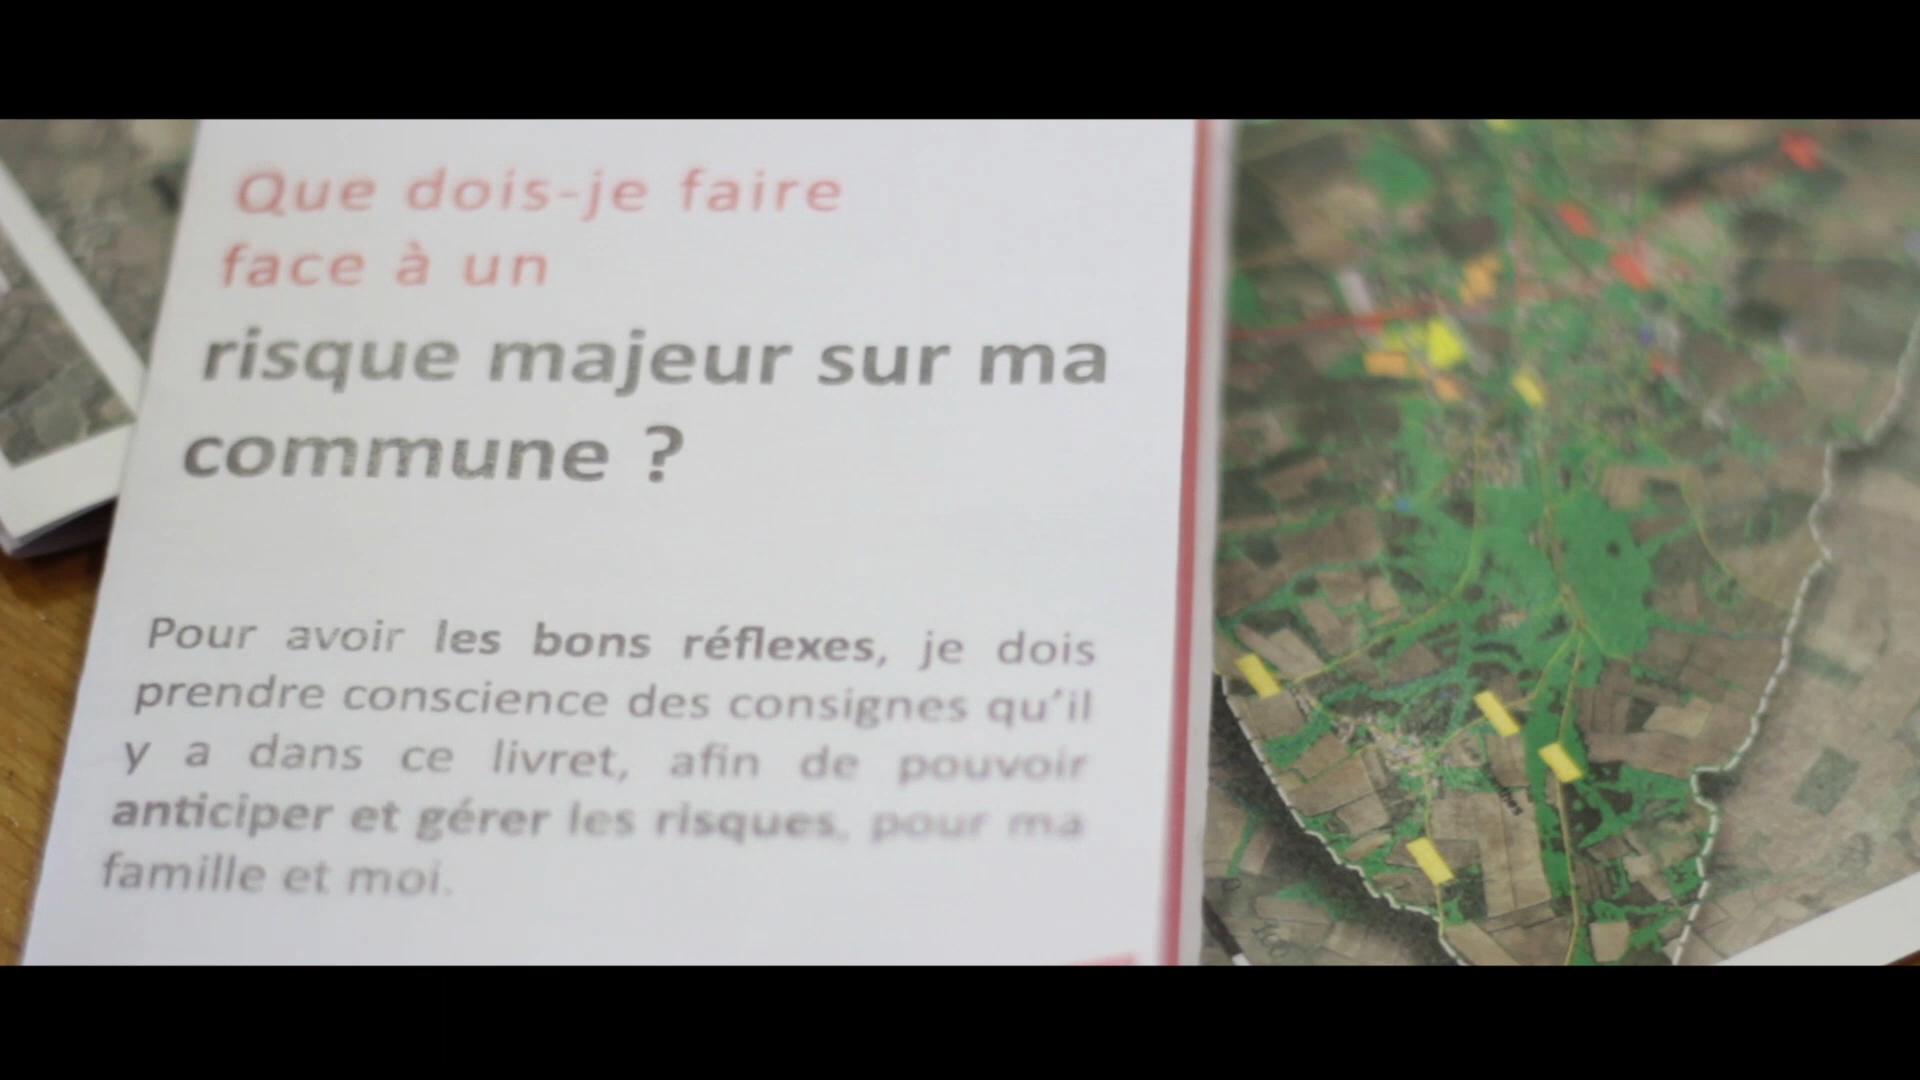 Que dois-je faire
face à un
risque majeur sur ma
commune ?
Pour avoir les bons réflexes, je dois
prendre conscience des consignes qu'il
y a dans ce livret, afin de pouvoir
anticiper et gérer les risques, pour ma
famille et moi.